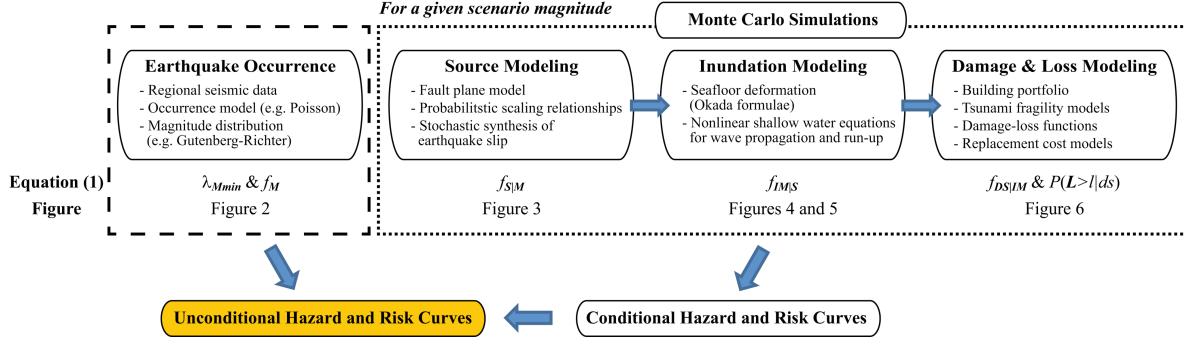 For a given scenario magnitude
Monte Carlo Simulations
Earthquake Occurrence
- Regional seismic data
- Occurrence model (e.g. Poisson)
- Magnitude distribution
(e.g. Gutenberg-Richter)
Source Modeling
- Fault plane model
- Probabilitstic scaling relationships
- Stochastic synthesis of
earthquake slip
Inundation Modeling
- Seafloor deformation
(Okada formulae)
- Nonlinear shallow water equations
for wave propagation and run-up
Damage & Loss Modeling
- Building portfolio
- Tsunami fragility models
- Damage-loss functions
- Replacement cost models
Equation (1) λMmin & fM fS|M fIM|S fDS|IM & P(L>l|ds)
Figure Figure 2 Figure 3 Figures 4 and 5 Figure 6
Unconditional Hazard and Risk Curves
Conditional Hazard and Risk Curves